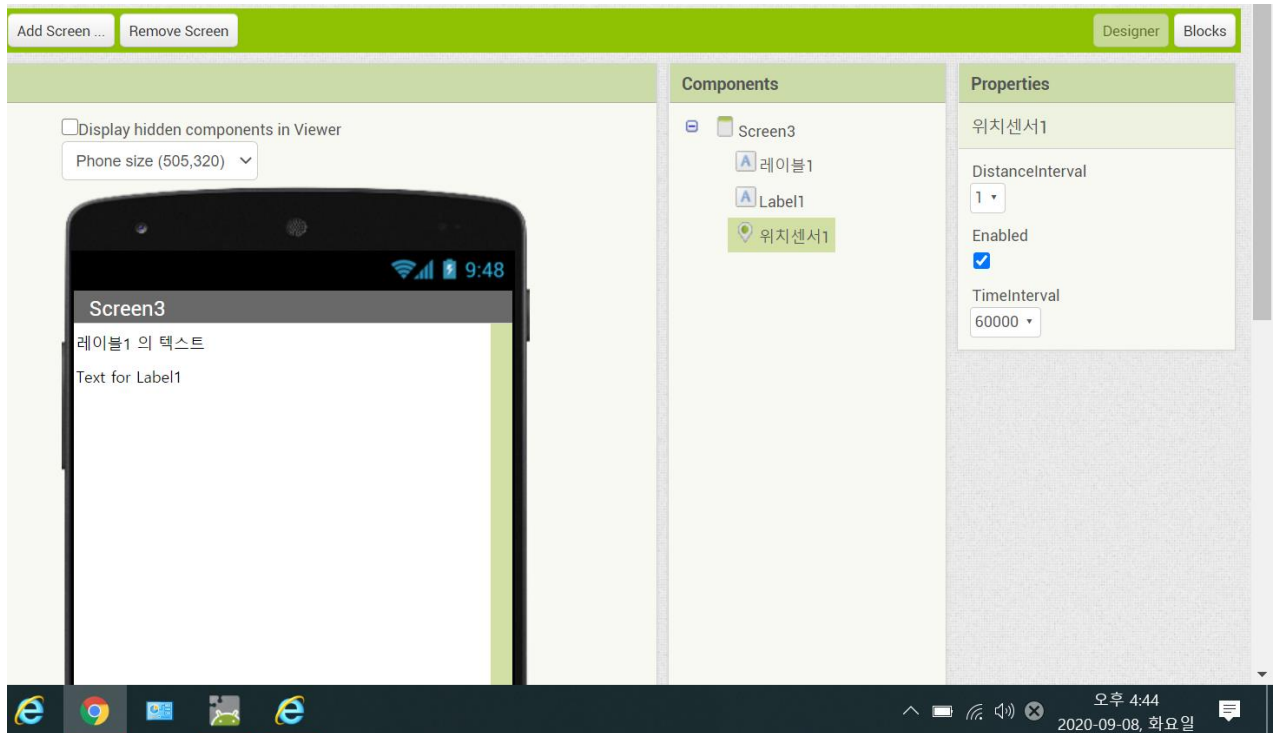 Add Screen ... Remove Screen Designer Blocks
Components
Properties
Display hidden components in Viewer
Phone size (505,320)
9:48
Screen3
레이블1 의 텍스트
Text for Label1
Screen3
레이블1
Label1
위치센서1
위치센서1
DistanceInterval
1
Enabled
TimeInterval
60000
오후 4:44
2020-09-08, 화요일